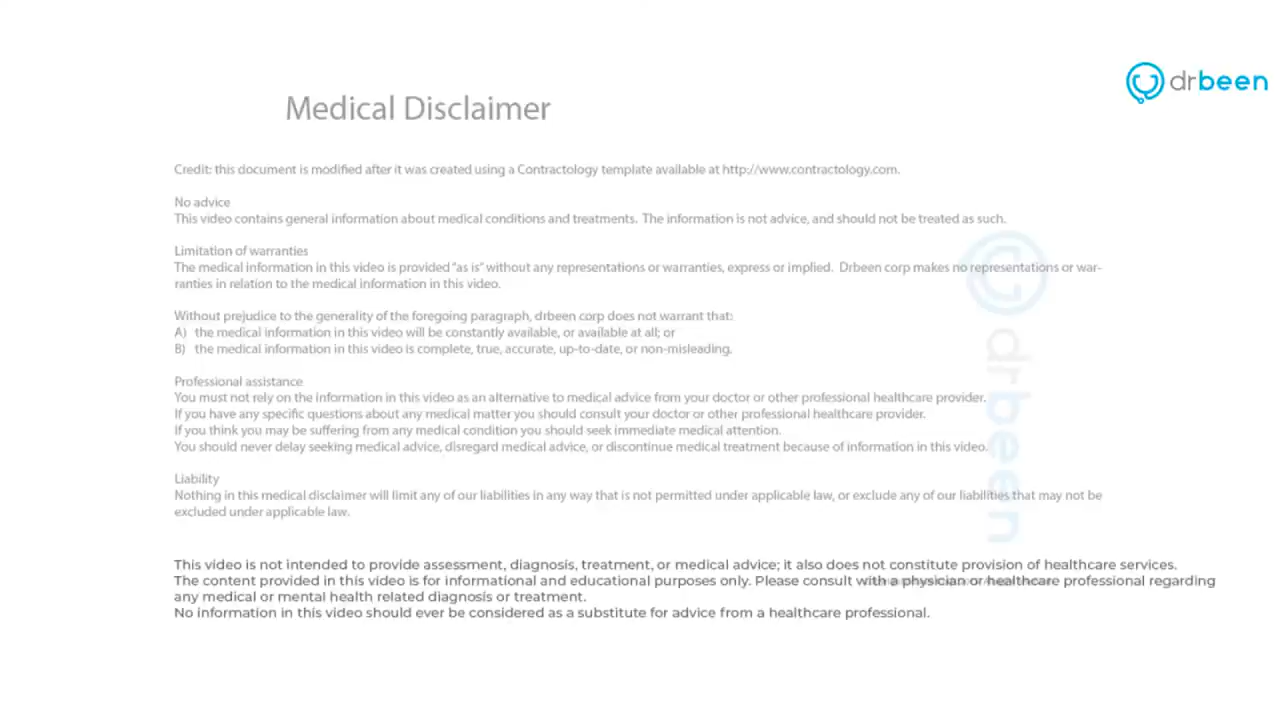 drbeen
Medical Disclaimer
Credit: this document is modified after it was created using a Contractology template available at http://www.contractology.com.
No advice
This video contains general information about medical conditions and treatments. The information is not advice, and should not be treated as such.
Limitation of warranties
The medical information in this video is provided "as is" without any representations or warranties, express or implied. Drbeen corp makes no representations or war-
ranties in relation to the medical information in this video.
Without prejudice to the generality of the foregoing paragraph, drbeen corp does not warrant that:
A) the medical information in this video will be constantly available, or available at all; or
B) the medical information in this video is complete, true, accurate, up-to-date, or non-misleading.
Professional assistance
You must not rely on the information in this video as an alternative to medical advice from your doctor or other professional healthcare provider.
If you have any specific questions about any medical matter you should consult your doctor or other professional healthcare provider.
If you think you may be suffering from any medical condition you should seek immediate medical attention.
You should never delay seeking medical advice, disregard medical advice, or discontinue medical treatment because of information in this video.
Liability
Nothing in this medical disclaimer will limit any of our liabilities in any way that is not permitted under applicable law, or exclude any of our liabilities that may not be
excluded under applicable law.
drbeen
This video is not intended to provide assessment, diagnosis, treatment, or medical advice; it also does not constitute provision of healthcare services.
The content provided in this video is for informational and educational purposes only. Please consult with a physician or healthcare professional regarding
any medical or mental health related diagnosis or treatment.
No information in this video should ever be considered as a substitute for advice from a healthcare professional.